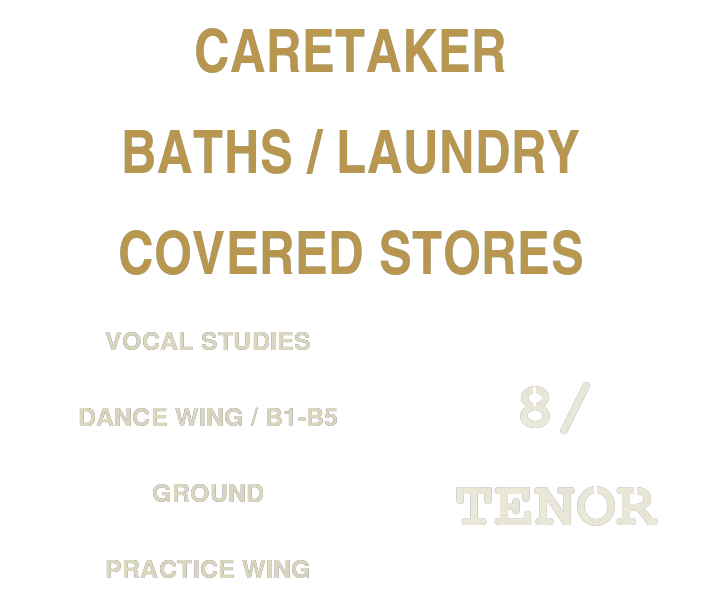 CARETAKER
BATHS / LAUNDRY
COVERED STORES
VOCAL STUDIES
DANCE WING / B1-B5
GROUND
PRACTICE WING
8/
TENOR